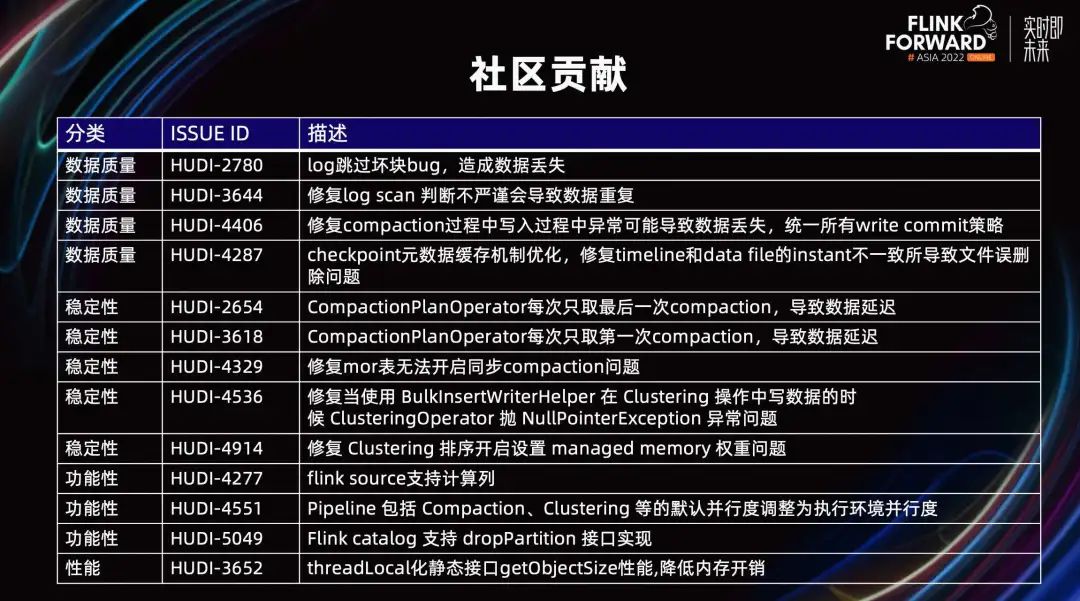 FLINK
FORWARD
# ASIA 2022 ONLINE
实时即
未来
社区贡献
分类 ISSUE ID 描述
数据质量 HUDI-2780 log跳过坏块bug，造成数据丢失
数据质量 HUDI-3644 修复log scan 判断不严谨会导致数据重复
数据质量 HUDI-4406 修复compaction过程中写入过程中异常可能导致数据丢失，统一所有write commit策略
数据质量 HUDI-4287 checkpoint元数据缓存机制优化，修复timeline和data file的instant不一致所导致文件误删
除问题
稳定性 HUDI-2654 CompactionPlanOperator每次只取最后一次compaction，导致数据延迟
稳定性 HUDI-3618 CompactionPlanOperator每次只取第一次compaction，导致数据延迟
稳定性 HUDI-4329 修复mor表无法开启同步compaction问题
稳定性 HUDI-4536 修复当使用 BulkInsertWriterHelper 在 Clustering 操作中写数据的时
候 ClusteringOperator 抛 NullPointerException 异常问题
稳定性 HUDI-4914 修复 Clustering 排序开启设置 managed memory 权重问题
功能性 HUDI-4277 flink source支持计算列
功能性 HUDI-4551 Pipeline 包括 Compaction、Clustering 等的默认并行度调整为执行环境并行度
功能性 HUDI-5049 Flink catalog 支持 dropPartition 接口实现
性能 HUDI-3652 threadLocal化静态接口getObjectSize性能,降低内存开销